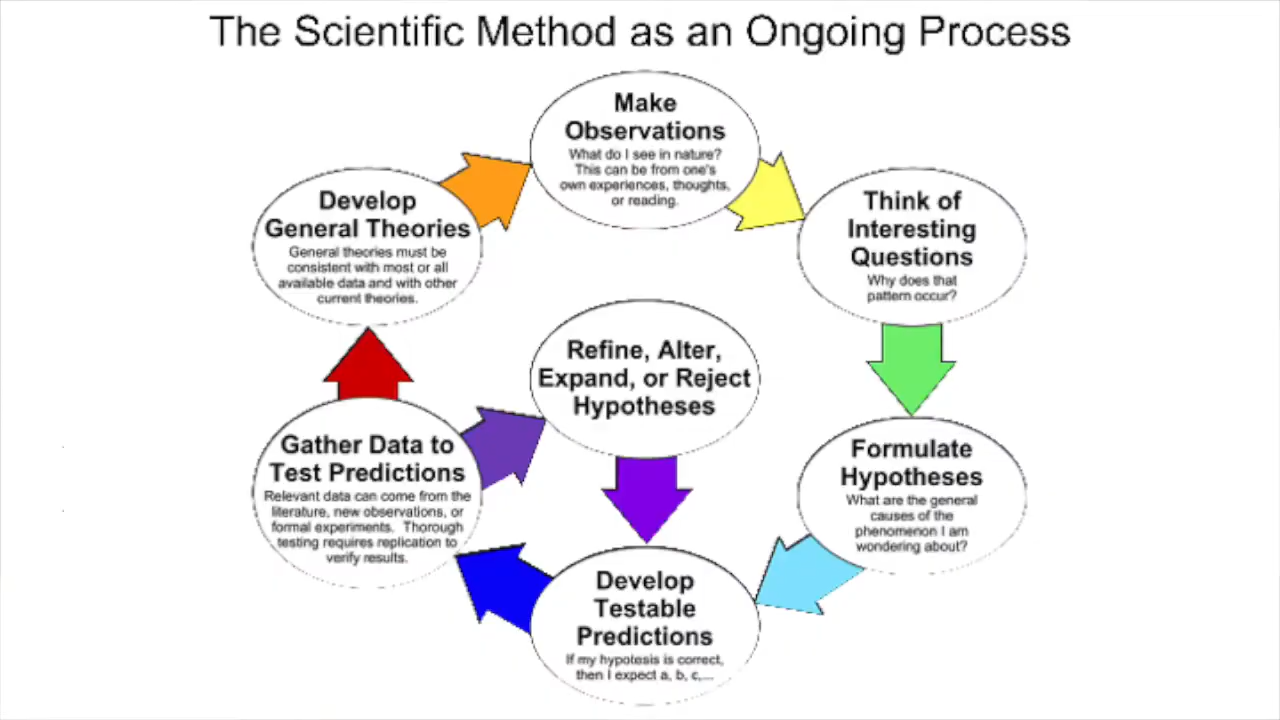 The Scientific Method as an Ongoing Process
Make
Observations
What do I see in nature?
This can be from one's
own experiences, thoughts,
or reading.
Think of
Interesting
Questions
Why does that
pattern occur?
Formulate
Hypotheses
What are the general
causes of the
phenomenon I am
wondering about?
Develop
Testable
Predictions
If my hypotesis is correct,
then I expect a, b, c,...
Gather Data to
Test Predictions
Relevant data can come from the
literature, new observations, or
formal experiments. Thorough
testing requires replication to
verify results.
Refine, Alter,
Expand, or Reject
Hypotheses
Develop
General Theories
General theories must be
consistent with most or all
available data and with other
current theories.